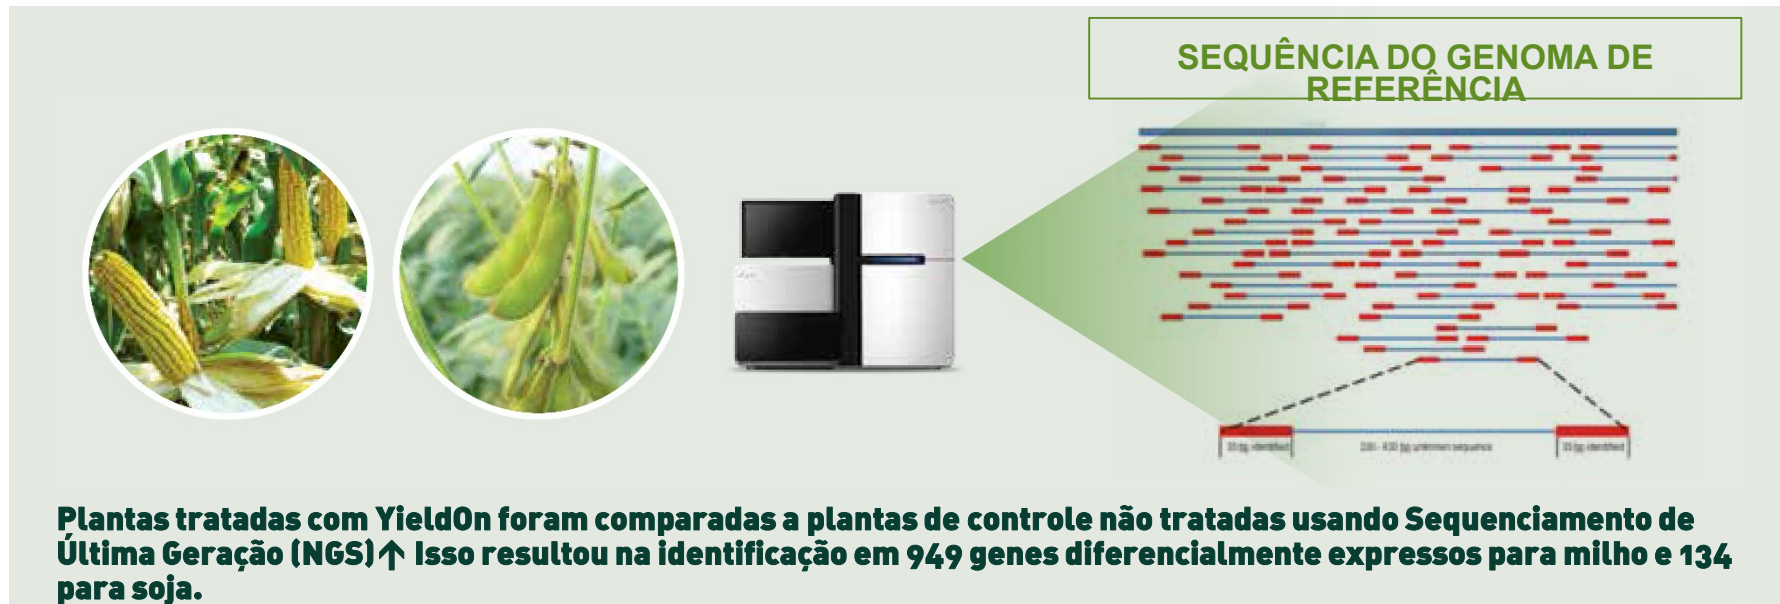 SEQUÊNCIA DO GENOMA DE
REFERÊNCIA
Plantas tratadas com YieldOn foram comparadas a plantas de controle não tratadas usando Sequenciamento de
Última Geração (NGS)↑ Isso resultou na identificação em 949 genes diferencialmente expressos para milho e 134
para soja.